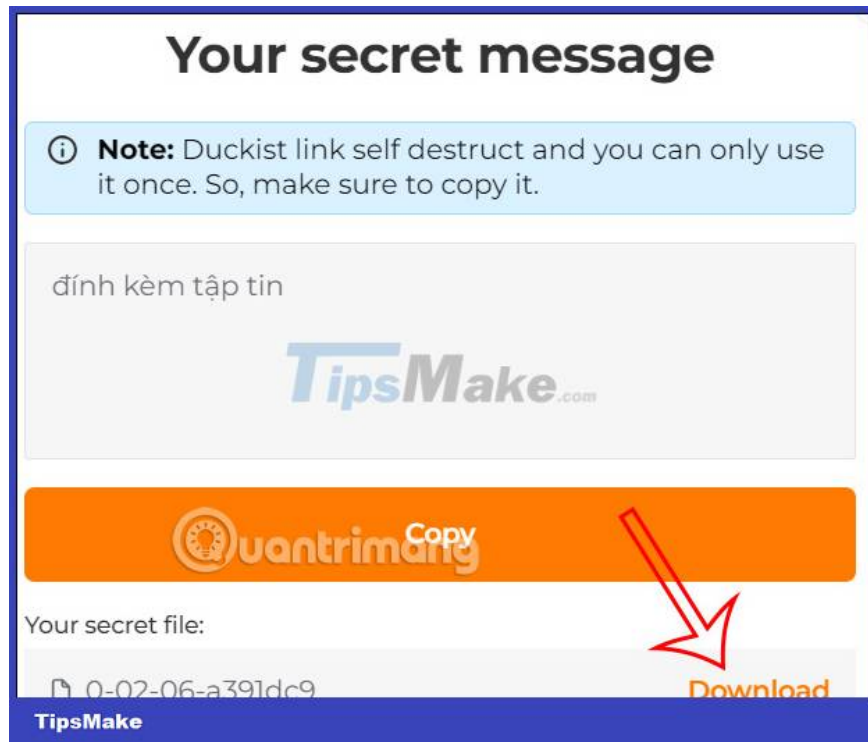 Your secret message
Note: Duckist link self destruct and you can only use
it once. So, make sure to copy it.
đính kèm tập tin
TipsMake.com
Copy
Quantrimang
Your secret file:
0-02-06-a391dc9
Download
TipsMake